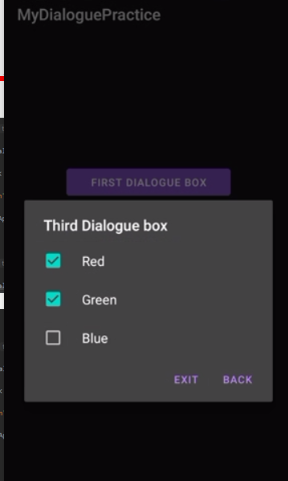 MyDialoguePractice
FIRST DIALOGUE BOX
Third Dialogue box
Red
Green
Blue
EXIT BACK